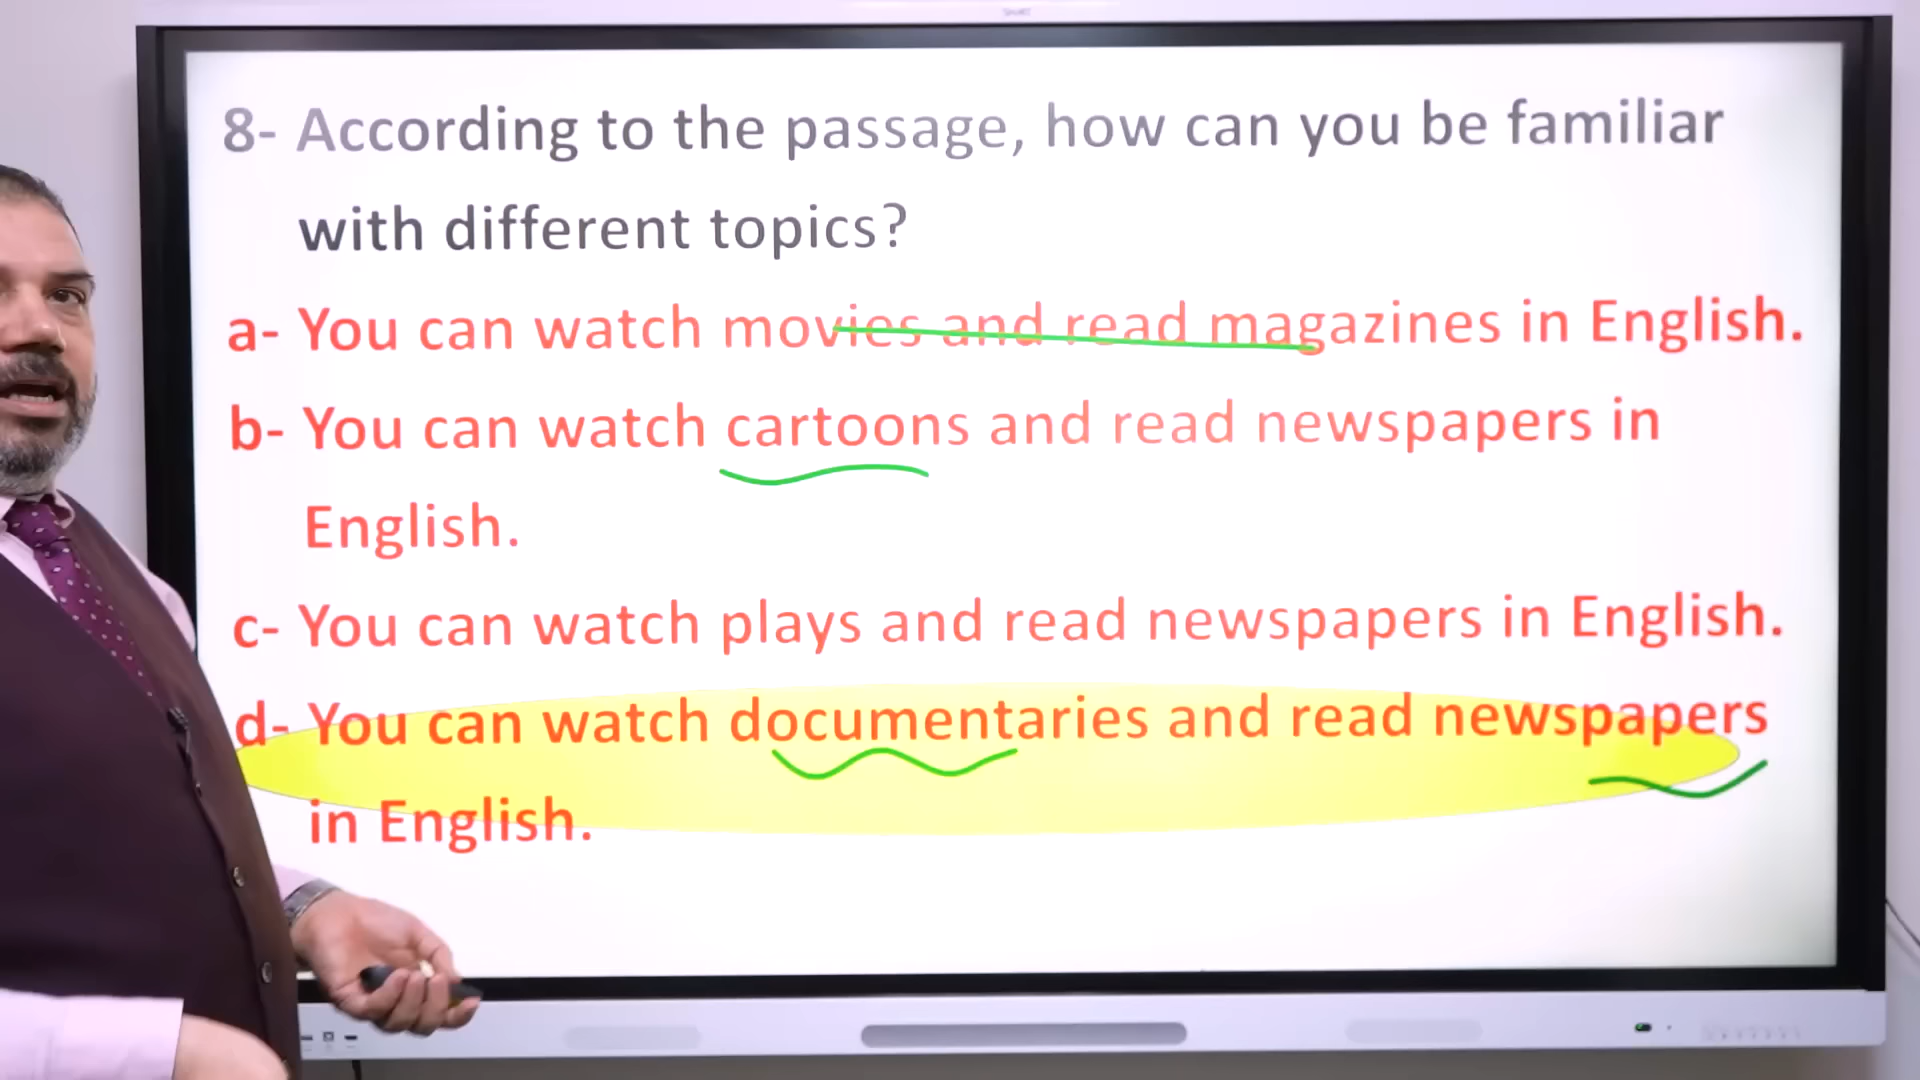 8- According to the passage, how can you be familiar
with different topics?
a- You can watch movies and read magazines in English.
b- You can watch cartoons and read newspapers in
English.
c- You can watch plays and read newspapers in English.
d- You can watch documentaries and read newspapers
in English.